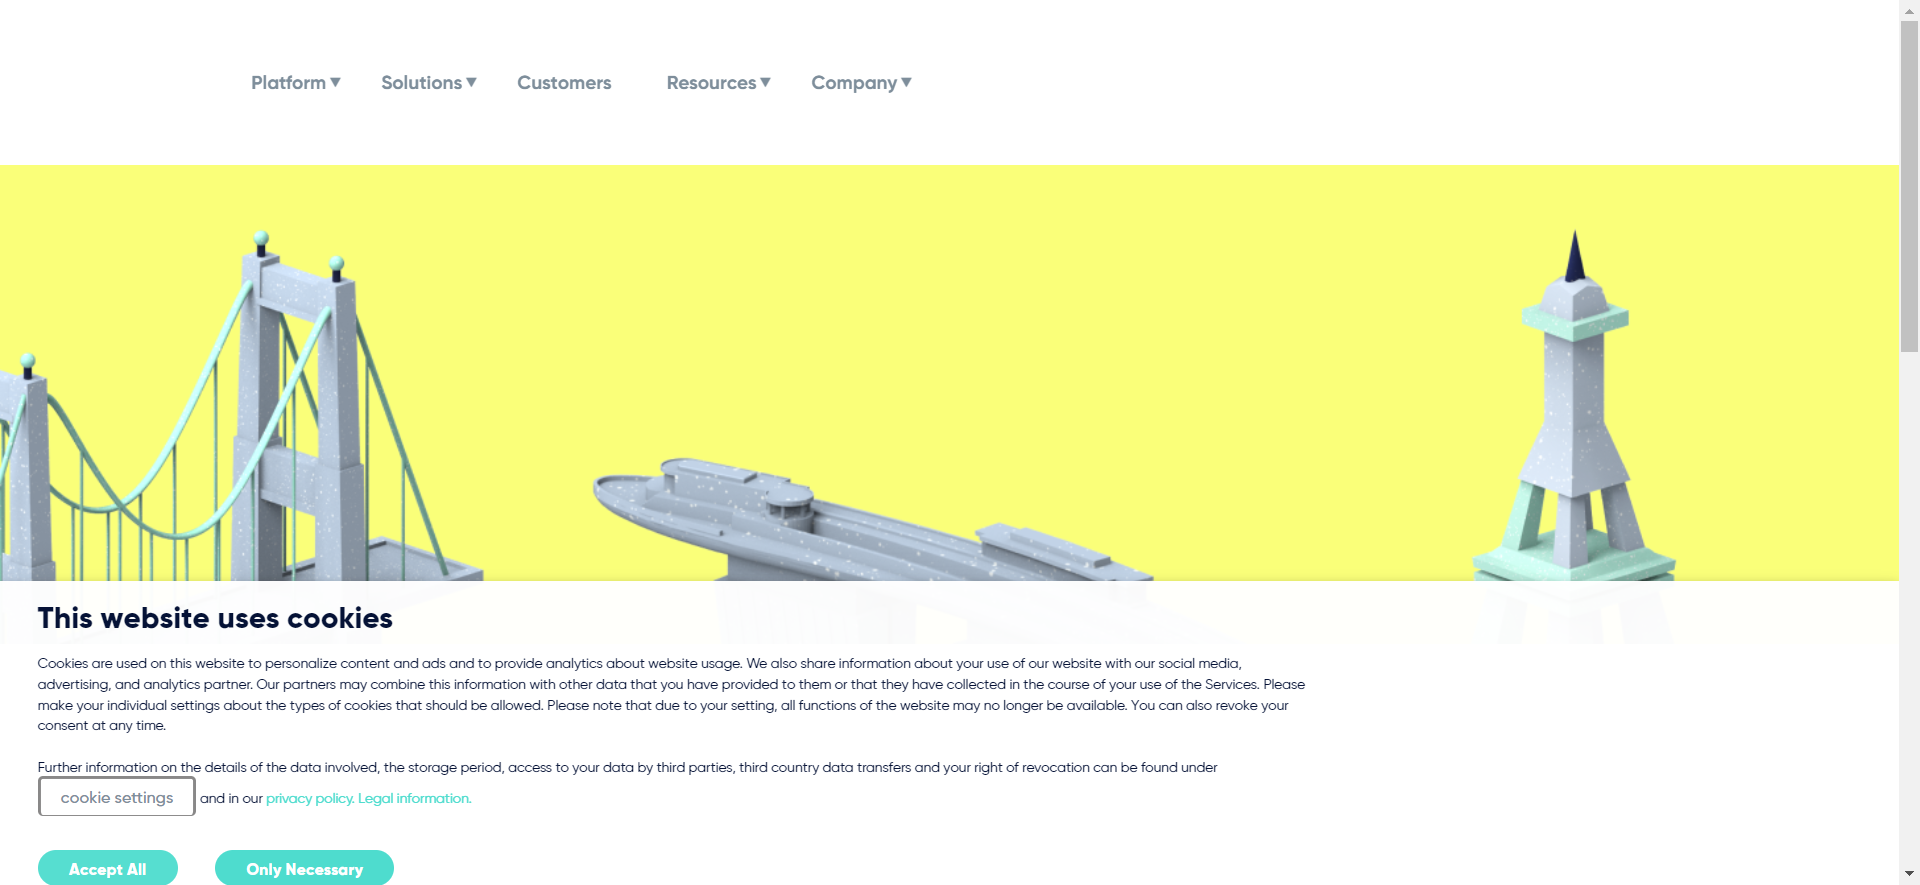 Platform ▼ Solutions ▼ Customers Resources ▼ Company ▼
This website uses cookies
Cookies are used on this website to personalize content and ads and to provide analytics about website usage. We also share information about your use of our website with our social media,
advertising, and analytics partner. Our partners may combine this information with other data that you have provided to them or that they have collected in the course of your use of the Services. Please
make your individual settings about the types of cookies that should be allowed. Please note that due to your setting, all functions of the website may no longer be available. You can also revoke your
consent at any time.
Further information on the details of the data involved, the storage period, access to your data by third parties, third country data transfers and your right of revocation can be found under
cookie settings and in our privacy policy. Legal information.
Accept All Only Necessary